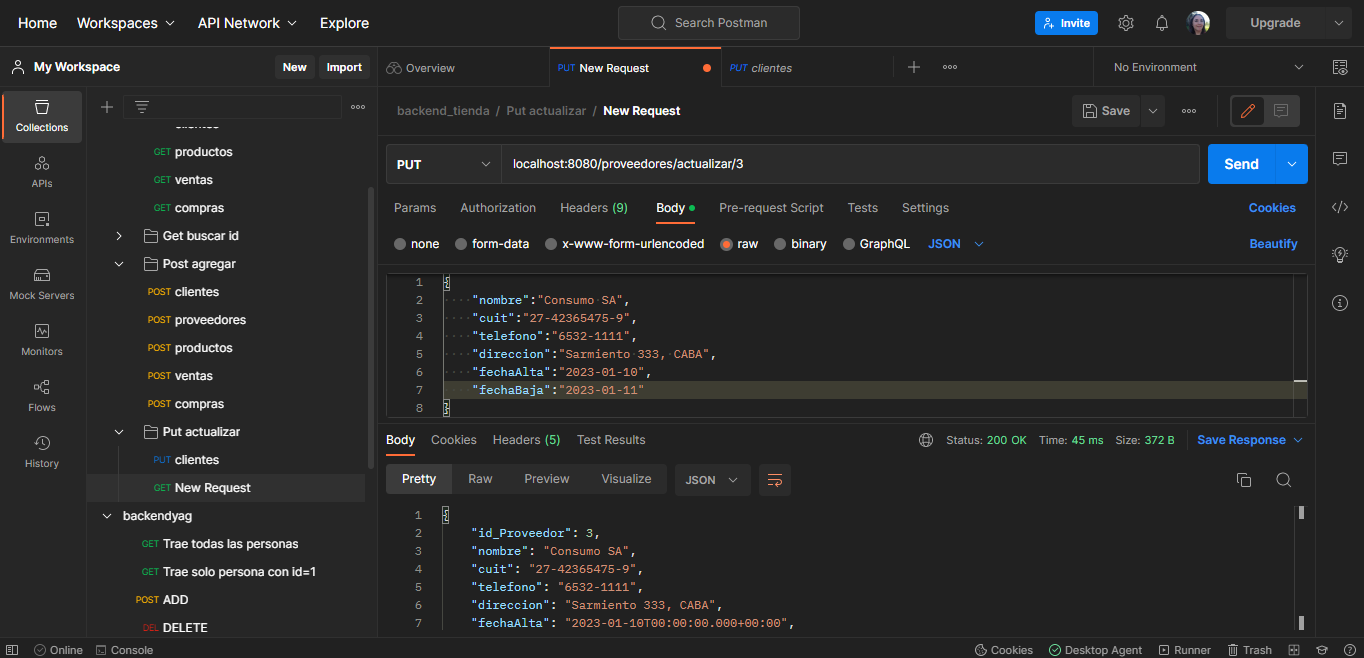 Home Workspaces API Network Explore Search Postman Invite Upgrade
My Workspace New Import Overview PUT New Request PUT clientes No Environment
backend_tienda / Put actualizar / New Request Save
Collections
APIs
Environments
Mock Servers
Monitors
Flows
History
clientes
GET productos
GET ventas
GET compras
Get buscar id
Post agregar
POST clientes
POST proveedores
POST productos
POST ventas
POST compras
Put actualizar
PUT clientes
GET New Request
backendyag
GET Trae todas las personas
GET Trae solo persona con id=1
POST ADD
DEL DELETE
PUT localhost:8080/proveedores/actualizar/3 Send
Params Authorization Headers (9) Body Pre-request Script Tests Settings Cookies
none form-data x-www-form-urlencoded raw binary GraphQL JSON Beautify
1 {
2 "nombre":"Consumo SA",
3 "cuit":"27-42365475-9",
4 "telefono":"6532-1111",
5 "direccion":"Sarmiento 333, CABA",
6 "fechaAlta":"2023-01-10",
7 "fechaBaja":"2023-01-11"
8 }
Body Cookies Headers (5) Test Results Status: 200 OK Time: 45 ms Size: 372 B Save Response
Pretty Raw Preview Visualize JSON
1 {
2 "id_Proveedor": 3,
3 "nombre": "Consumo SA",
4 "cuit": "27-42365475-9",
5 "telefono": "6532-1111",
6 "direccion": "Sarmiento 333, CABA",
7 "fechaAlta": "2023-01-10T00:00:00.000+00:00",
Online Console Cookies Desktop Agent Runner Trash